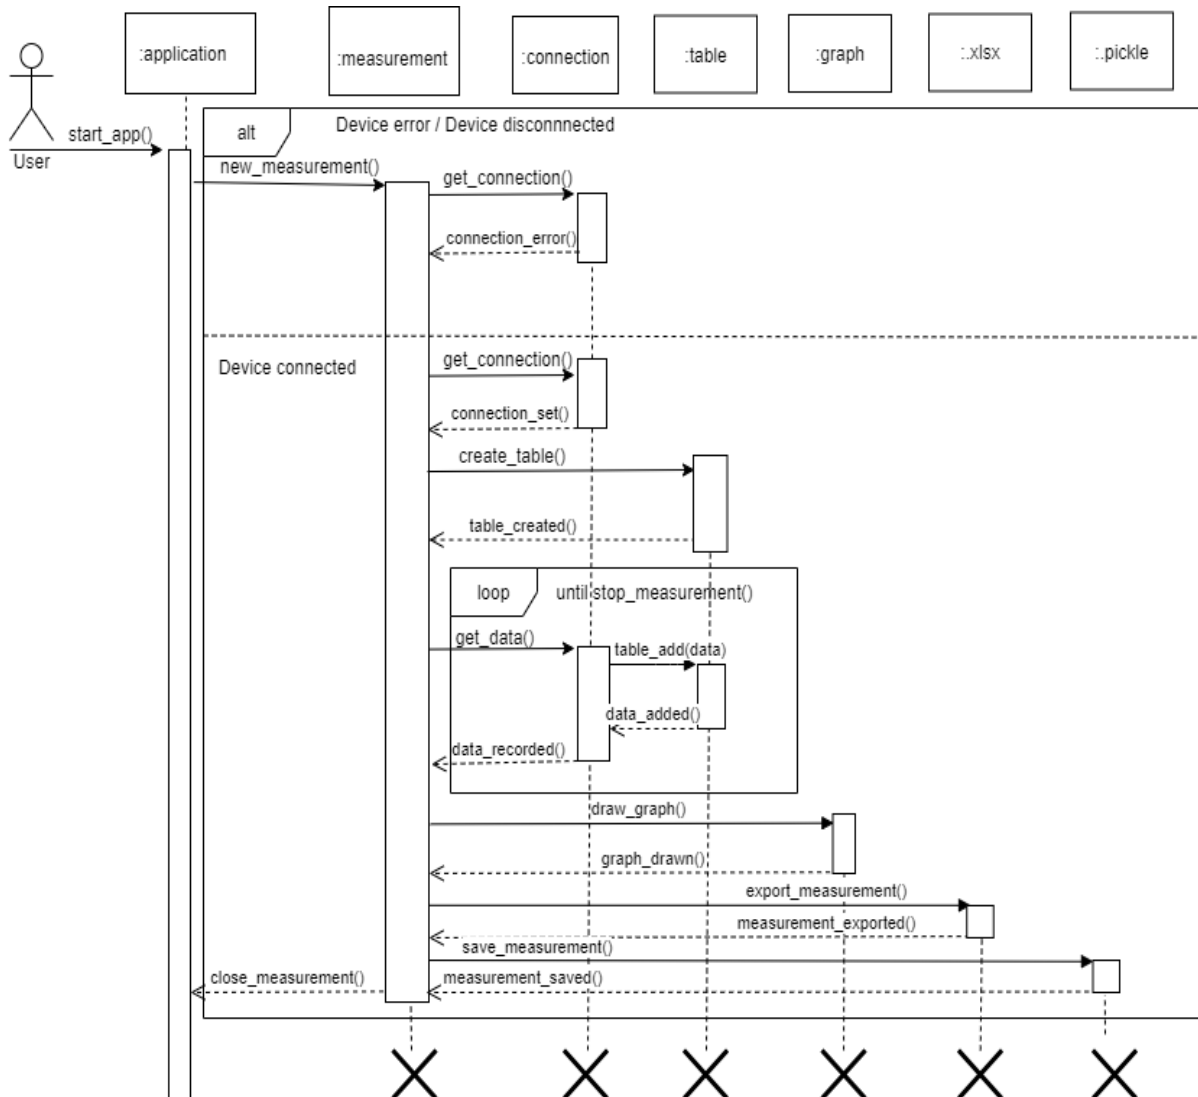 :application
:measurement
:connection
:table
:graph
:.xlsx
:.pickle
alt
Device error / Device disconnnected
start_app()
User
new_measurement()
get_connection()
connection_error()
Device connected
get_connection()
connection_set()
create_table()
table_created()
loop
until stop_measurement()
get_data()
table_add(data)
data_added()
data_recorded()
draw_graph()
graph_drawn()
export_measurement()
measurement_exported()
save_measurement()
close_measurement()
measurement_saved()